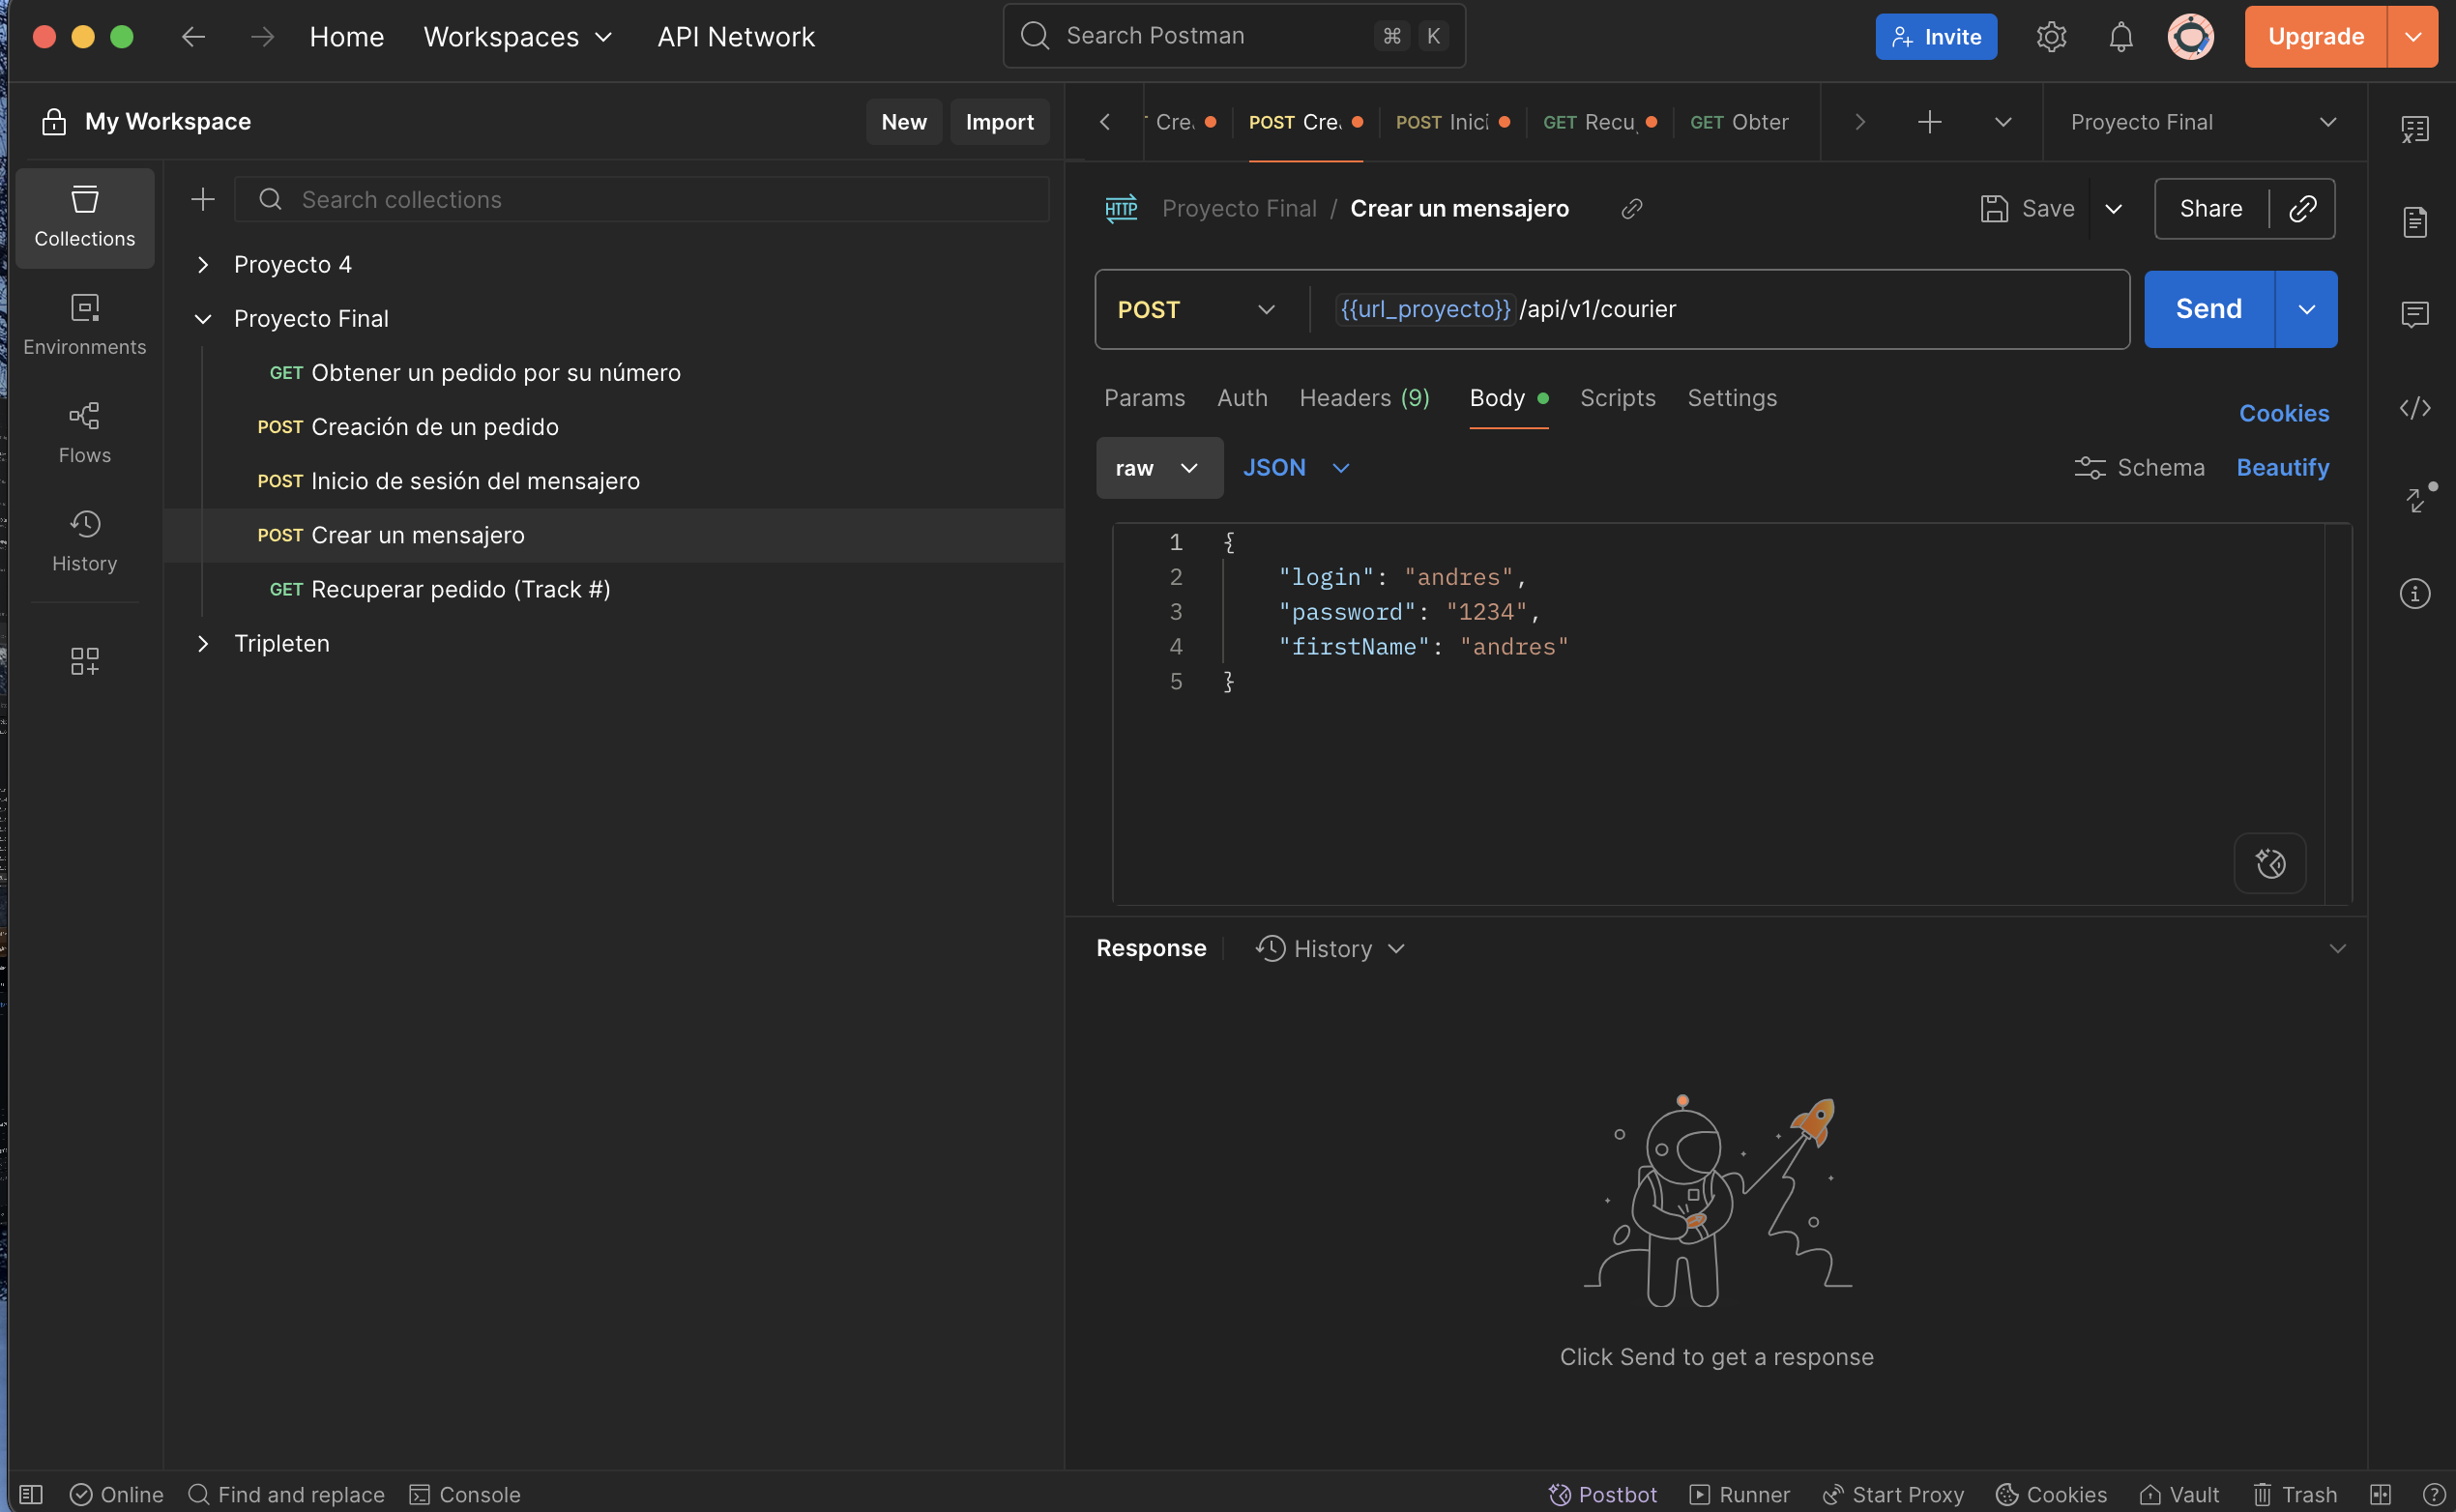 Home Workspaces API Network Search Postman ⌘ K Invite Upgrade
My Workspace New Import
Cre POST Cre POST Inici GET Recu GET Obter Proyecto Final
Collections
Environments
Flows
History
Search collections
Proyecto 4
Proyecto Final
GET Obtener un pedido por su número
POST Creación de un pedido
POST Inicio de sesión del mensajero
POST Crear un mensajero
GET Recuperar pedido (Track #)
Tripleten
HTTP Proyecto Final / Crear un mensajero Save Share
POST {{url_proyecto}}/api/v1/courier Send
Params Auth Headers (9) Body Scripts Settings Cookies
raw JSON Schema Beautify
1 {
2 "login": "andres",
3 "password": "1234",
4 "firstName": "andres"
5 }
Response History
Click Send to get a response
Online Find and replace Console Postbot Runner Start Proxy Cookies Vault Trash